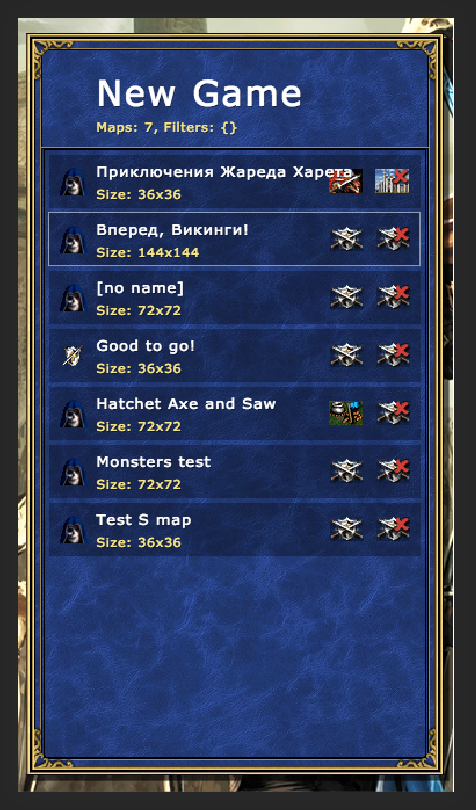 New Game
Maps: 7, Filters: {}
Приключения Жареда Харета
Size: 36x36
Вперед, Викинги!
Size: 144x144
[no name]
Size: 72x72
Good to go!
Size: 36x36
Hatchet Axe and Saw
Size: 72x72
Monsters test
Size: 72x72
Test S map
Size: 36x36